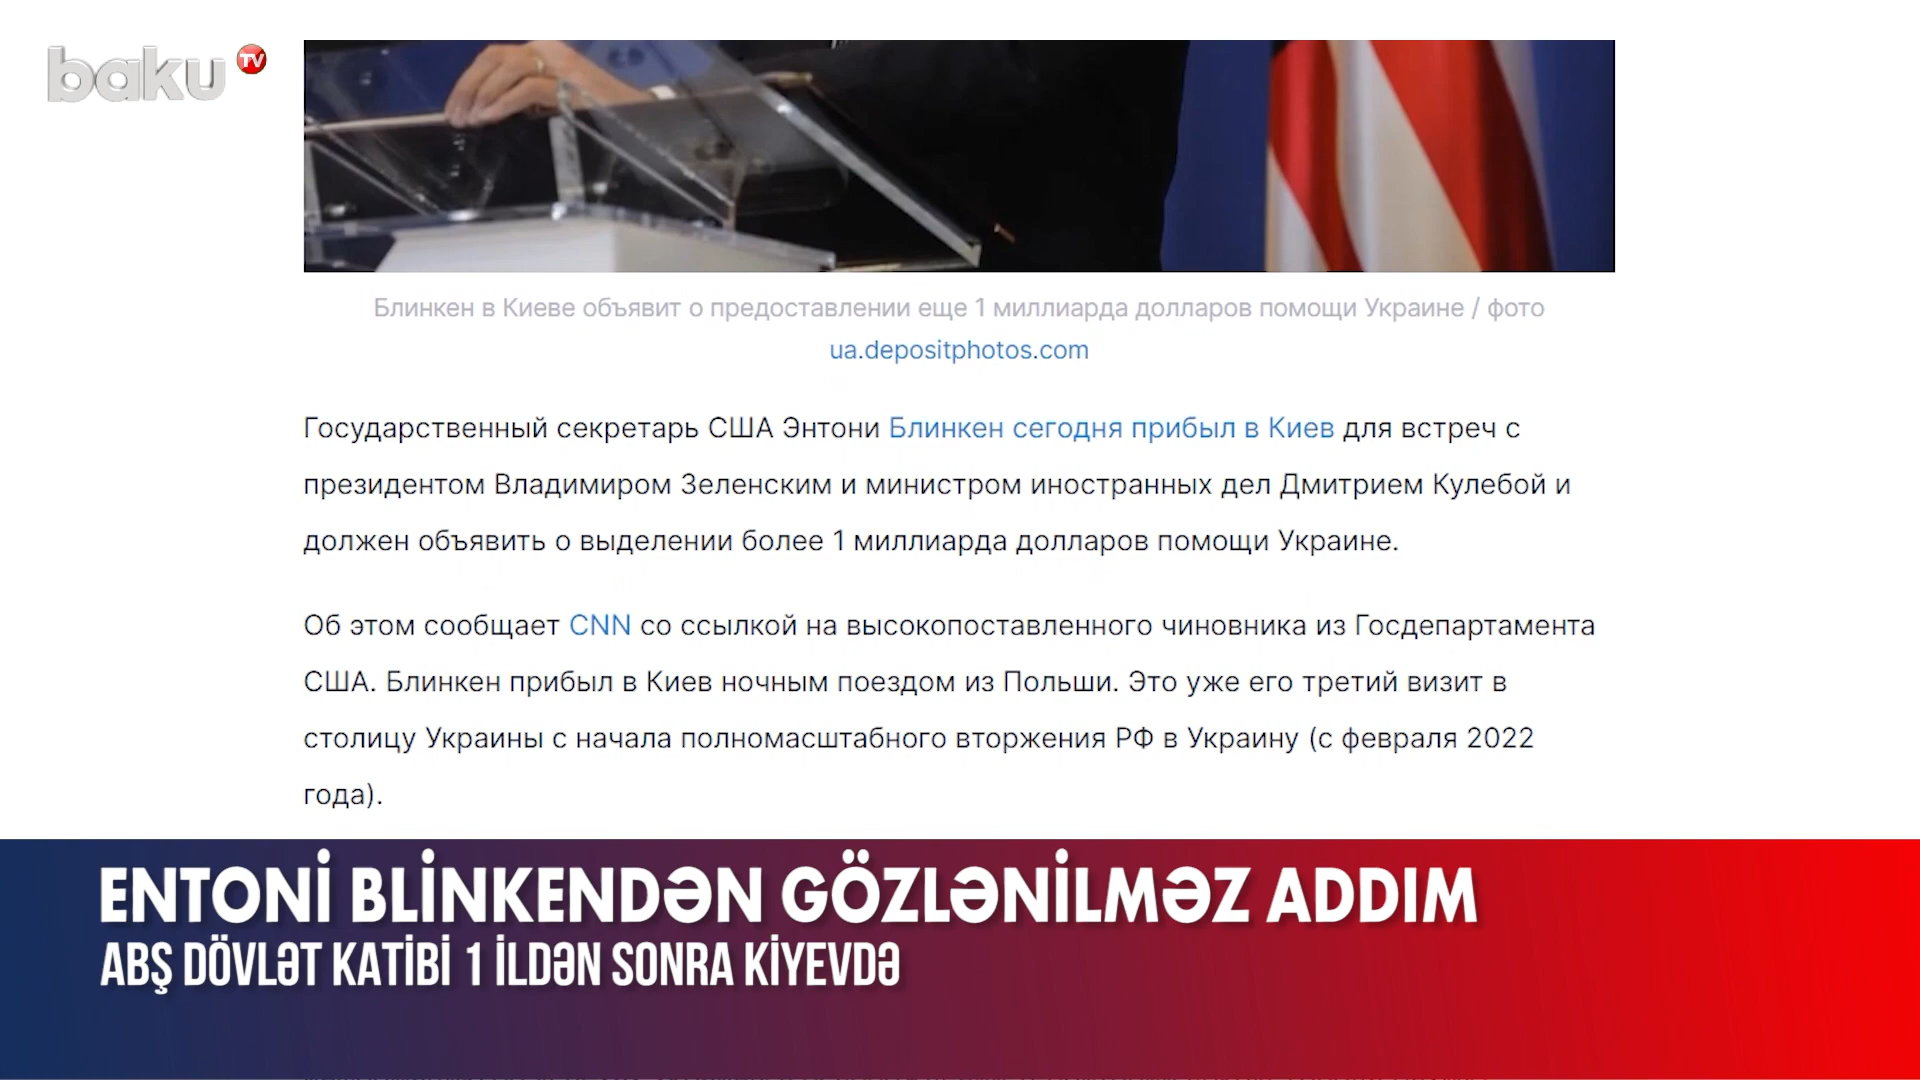 baku TV
Блинкен в Киеве объявит о предоставлении еще 1 миллиарда долларов помощи Украине / фото
ua.depositphotos.com
Государственный секретарь США Энтони Блинкен сегодня прибыл в Киев для встреч с
президентом Владимиром Зеленским и министром иностранных дел Дмитрием Кулебой и
должен объявить о выделении более 1 миллиарда долларов помощи Украине.
Об этом сообщает CNN со ссылкой на высокопоставленного чиновника из Госдепартамента
США. Блинкен прибыл в Киев ночным поездом из Польши. Это уже его третий визит в
столицу Украины с начала полномасштабного вторжения РФ в Украину (с февраля 2022
года).
ENTONİ BLİNKENDƏN GÖZLƏNİLMƏZ ADDIM
ABŞ DÖVLƏT KATİBİ 1 İLDƏN SONRA KİYEVDƏ